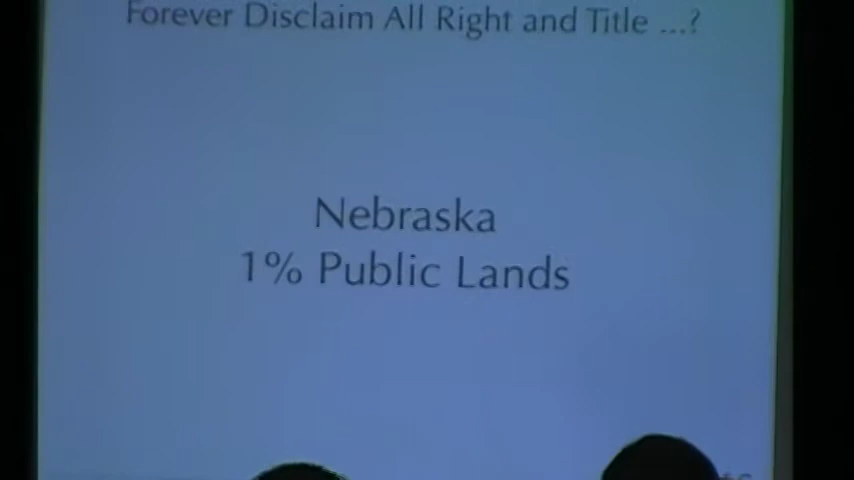 Forever Disclaim All Right and Title ...?
Nebraska
1% Public Lands